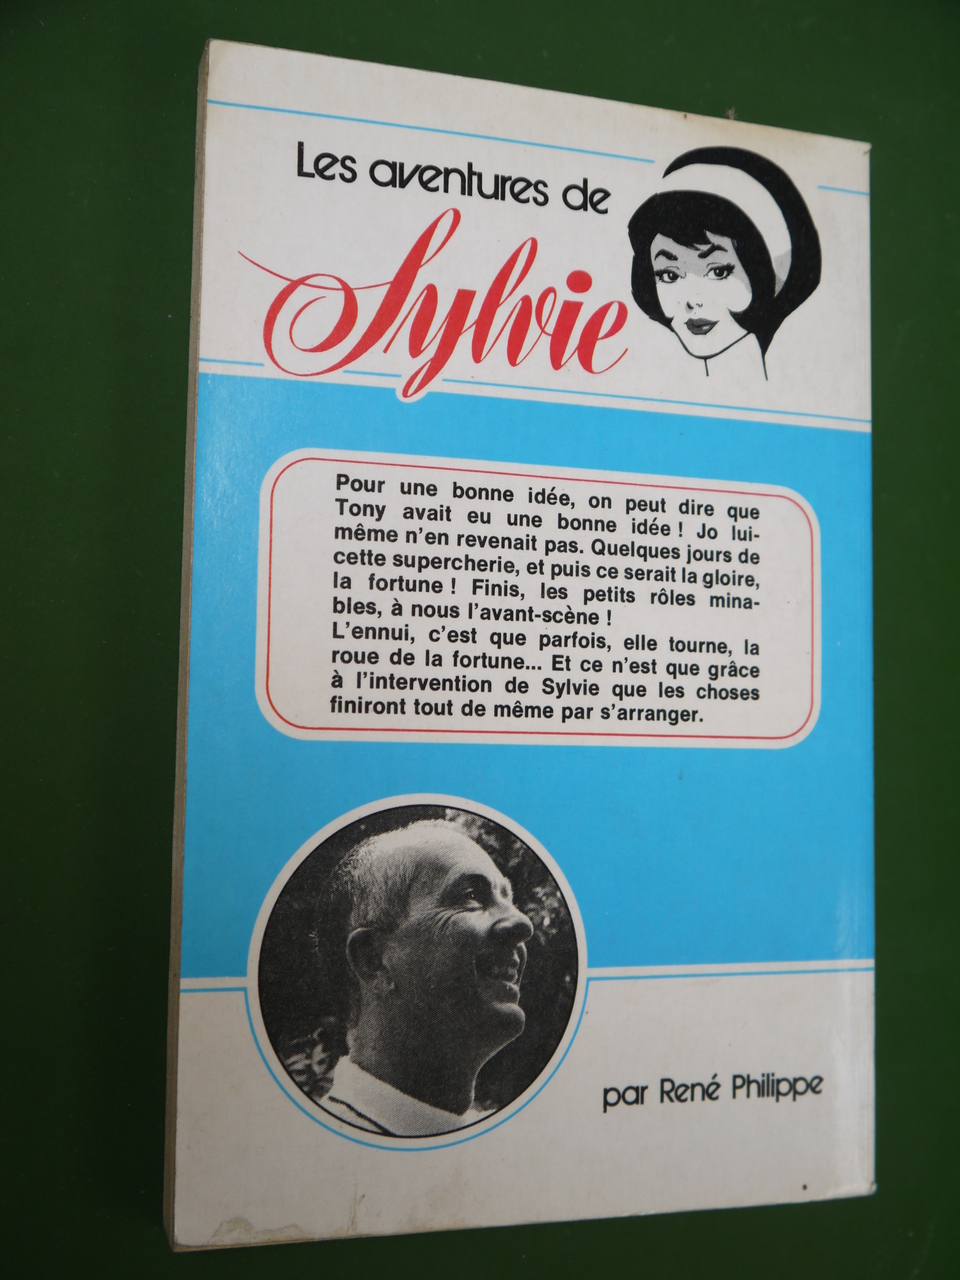 Les aventures de
Sylvie
Pour une bonne idée, on peut dire que
Tony avait eu une bonne idée ! Jo lui-
même n'en revenait pas. Quelques jours de
cette supercherie, et puis ce serait la gloire,
la fortune ! Finis, les petits rôles mina-
bles, à nous l'avant-scène !
L'ennui, c'est que parfois, elle tourne, la
roue de la fortune... Et ce n'est que grâce
à l'intervention de Sylvie que les choses
finiront tout de même par s'arranger.
par René Philippe